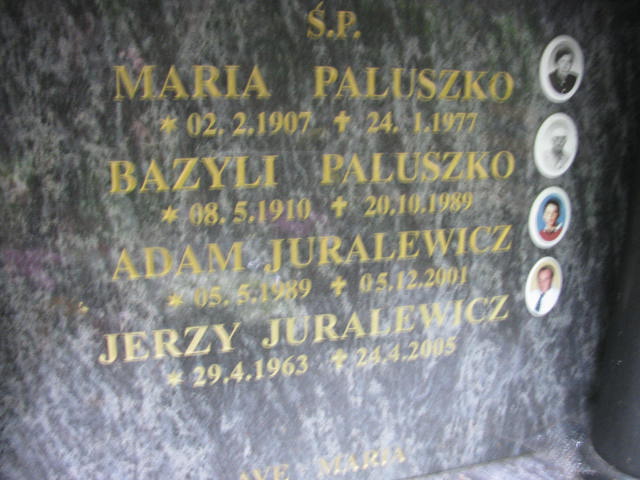 Ś.P.
MARIA PALUSZKO
* 02. 2.1907 ✝ 24. 1.1977
BAZYLI PALUSZKO
* 08. 5.1910 ✝ 20.10.1989
ADAM JURALEWICZ
* 05. 5.1989 ✝ 05.12.2001
JERZY JURALEWICZ
* 29.4.1963 ✝ 24.4.2005
AVE MARIA